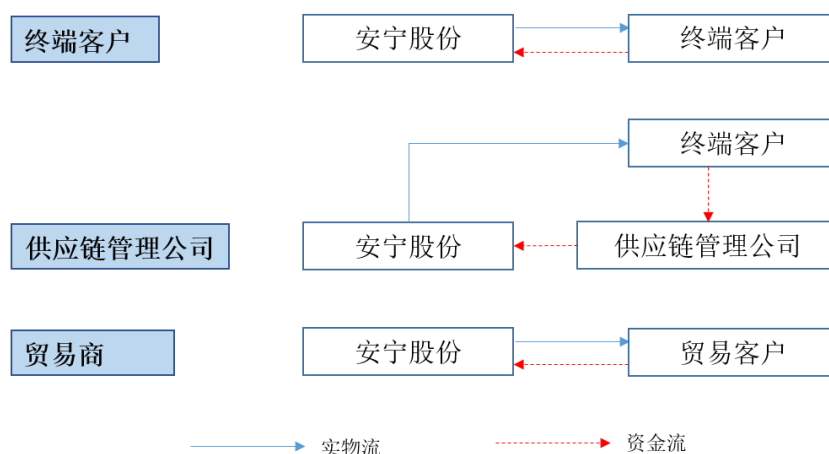 终端客户 安宁股份 终端客户
终端客户
供应链管理公司 安宁股份 供应链管理公司
贸易商 安宁股份 贸易客户
实物流 资金流